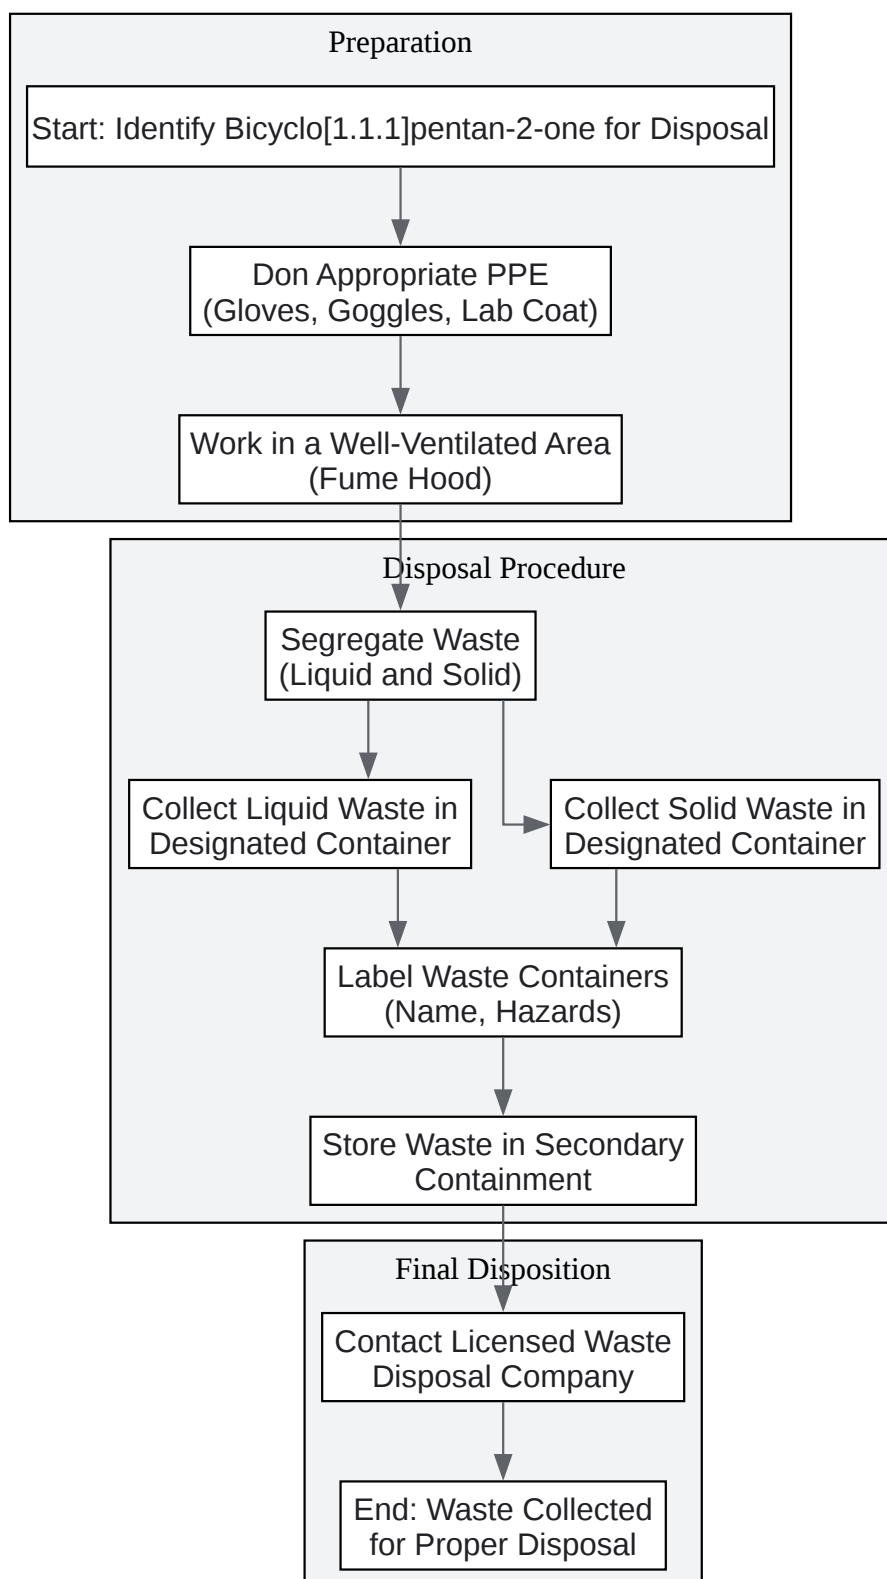 Preparation
Start: Identify Bicyclo[1.1.1]pentan-2-one for Disposal
Don Appropriate PPE
(Gloves, Goggles, Lab Coat)
Work in a Well-Ventilated Area
(Fume Hood)
Disposal Procedure
Segregate Waste
(Liquid and Solid)
Collect Liquid Waste in
Designated Container
Collect Solid Waste in
Designated Container
Label Waste Containers
(Name, Hazards)
Store Waste in Secondary
Containment
Final Disposition
Contact Licensed Waste
Disposal Company
End: Waste Collected
for Proper Disposal